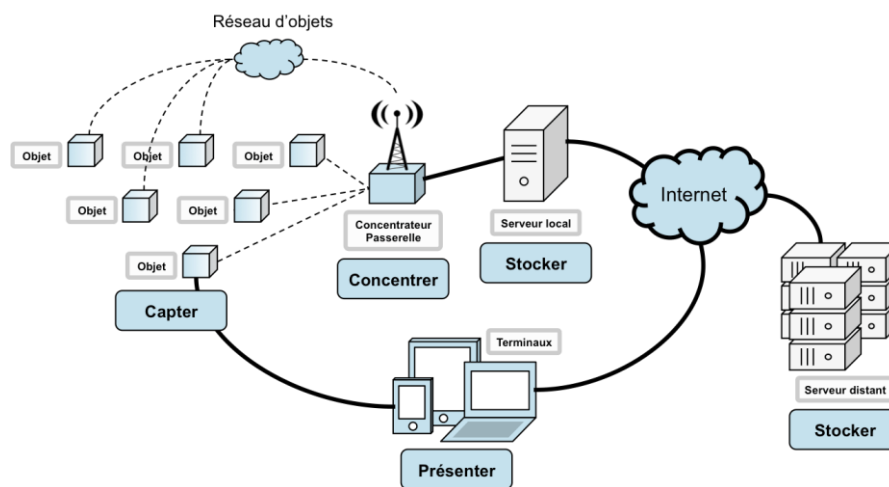 Réseau d'objets
Objet
Objet
Objet
Objet
Objet
Objet
Concentrateur
Passerelle
Concentrer
Serveur local
Stocker
Internet
Capter
Terminaux
Présenter
Serveur distant
Stocker